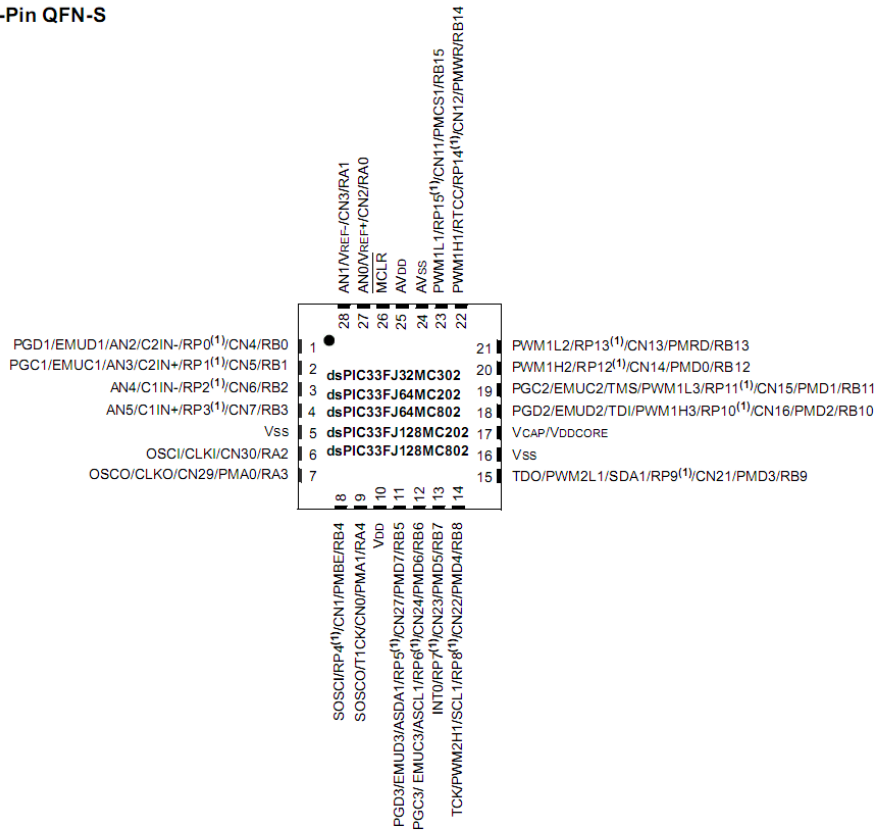 -Pin QFN-S
AN1/VREF-/CN3/RA1
AN0/VREF+/CN2/RA0
MCLR
AVDD
AVSS
PWM1L1/RP15(1)/CN11/PMCS1/RB15
PWM1H1/RTCC/RP14(1)/CN12/PMWR/RB14
28 27 26 25 24 23 22
PGD1/EMUD1/AN2/C2IN-/RP0(1)/CN4/RB0 1
PGC1/EMUC1/AN3/C2IN+/RP1(1)/CN5/RB1 2
AN4/C1IN-/RP2(1)/CN6/RB2 3
AN5/C1IN+/RP3(1)/CN7/RB3 4
VSS 5
OSCI/CLKI/CN30/RA2 6
OSCO/CLKO/CN29/PMA0/RA3 7
dsPIC33FJ32MC302
dsPIC33FJ64MC202
dsPIC33FJ64MC802
dsPIC33FJ128MC202
dsPIC33FJ128MC802
21 PWM1L2/RP13(1)/CN13/PMRD/RB13
20 PWM1H2/RP12(1)/CN14/PMD0/RB12
19 PGC2/EMUC2/TMS/PWM1L3/RP11(1)/CN15/PMD1/RB11
18 PGD2/EMUD2/TDI/PWM1H3/RP10(1)/CN16/PMD2/RB10
17 VCAP/VDDCORE
16 VSS
15 TDO/PWM2L1/SDA1/RP9(1)/CN21/PMD3/RB9
8 9 10 11 12 13 14
SOSCI/RP4(1)/CN1/PMBE/RB4
SOSCO/T1CK/CN0/PMA1/RA4
VDD
PGD3/EMUD3/ASDA1/RP5(1)/CN27/PMD7/RB5
PGC3/ EMUC3/ASCL1/RP6(1)/CN24/PMD6/RB6
INT0/RP7(1)/CN23/PMD5/RB7
TCK/PWM2H1/SCL1/RP8(1)/CN22/PMD4/RB8